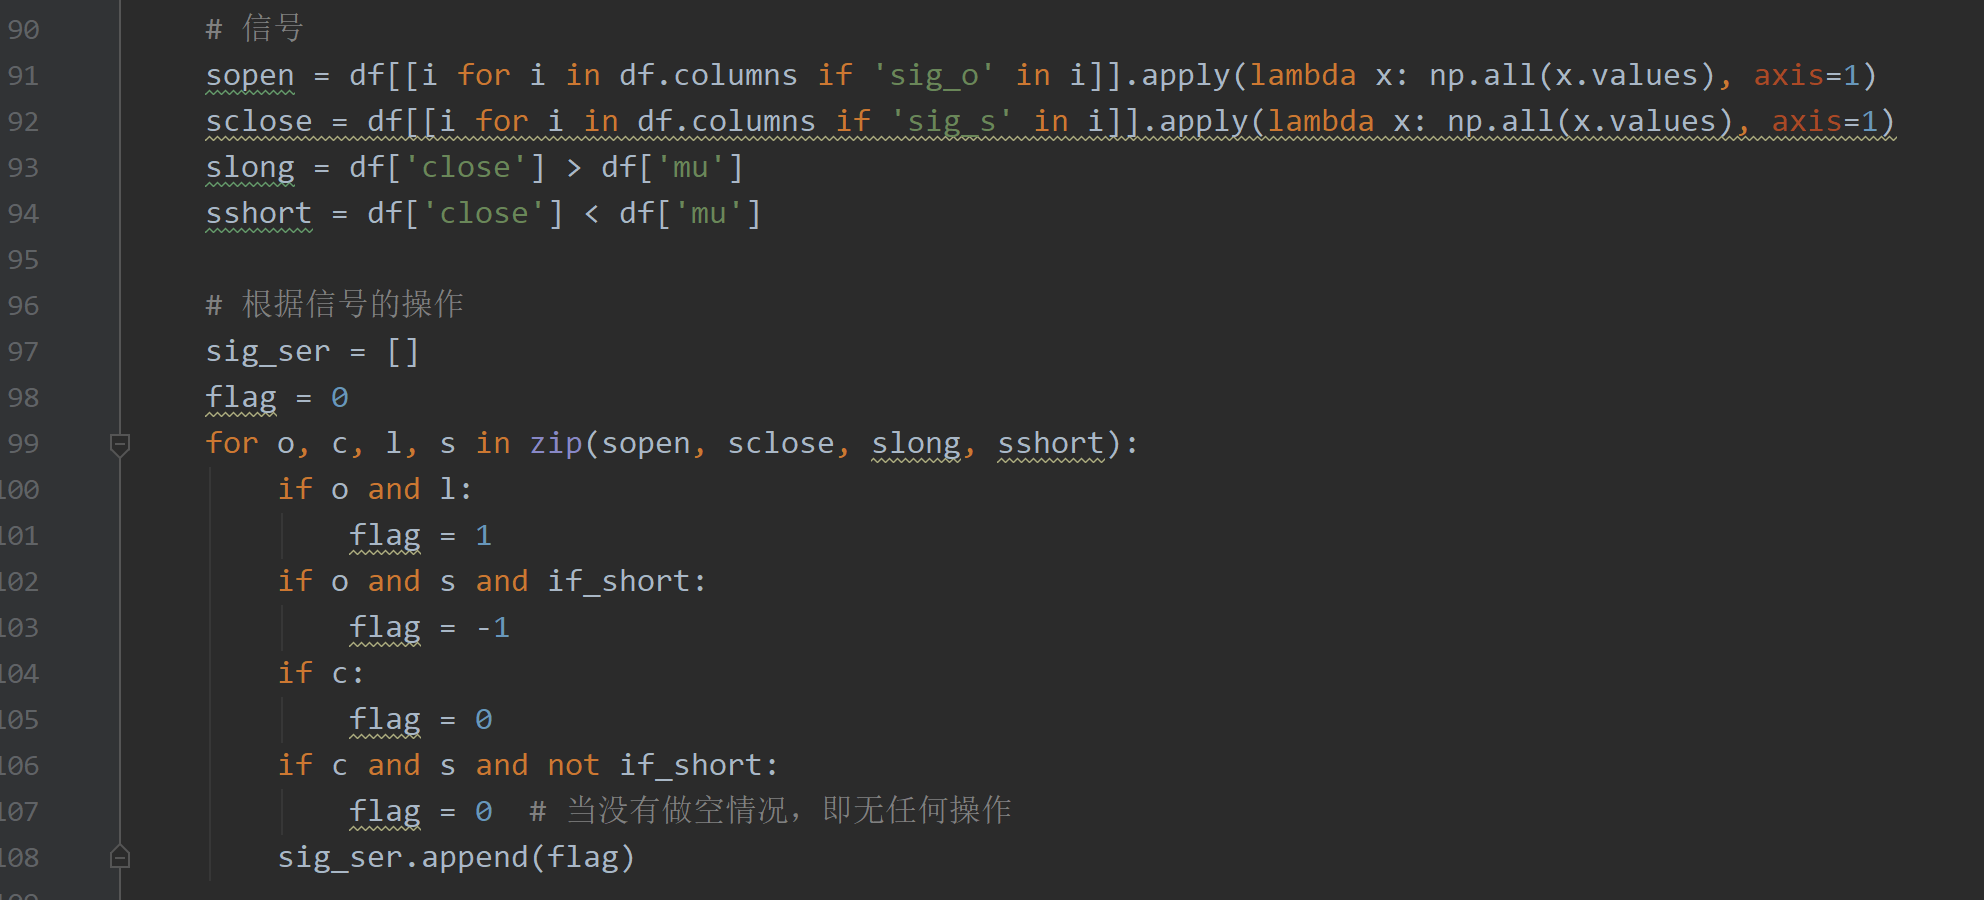 90 # 信号
91 sopen = df[[i for i in df.columns if 'sig_o' in i]].apply(lambda x: np.all(x.values), axis=1)
92 sclose = df[[i for i in df.columns if 'sig_s' in i]].apply(lambda x: np.all(x.values), axis=1)
93 slong = df['close'] > df['mu']
94 sshort = df['close'] < df['mu']
95
96 # 根据信号的操作
97 sig_ser = []
98 flag = 0
99 for o, c, l, s in zip(sopen, sclose, slong, sshort):
100 if o and l:
101 flag = 1
102 if o and s and if_short:
103 flag = -1
104 if c:
105 flag = 0
106 if c and s and not if_short:
107 flag = 0 # 当没有做空情况，即无任何操作
108 sig_ser.append(flag)